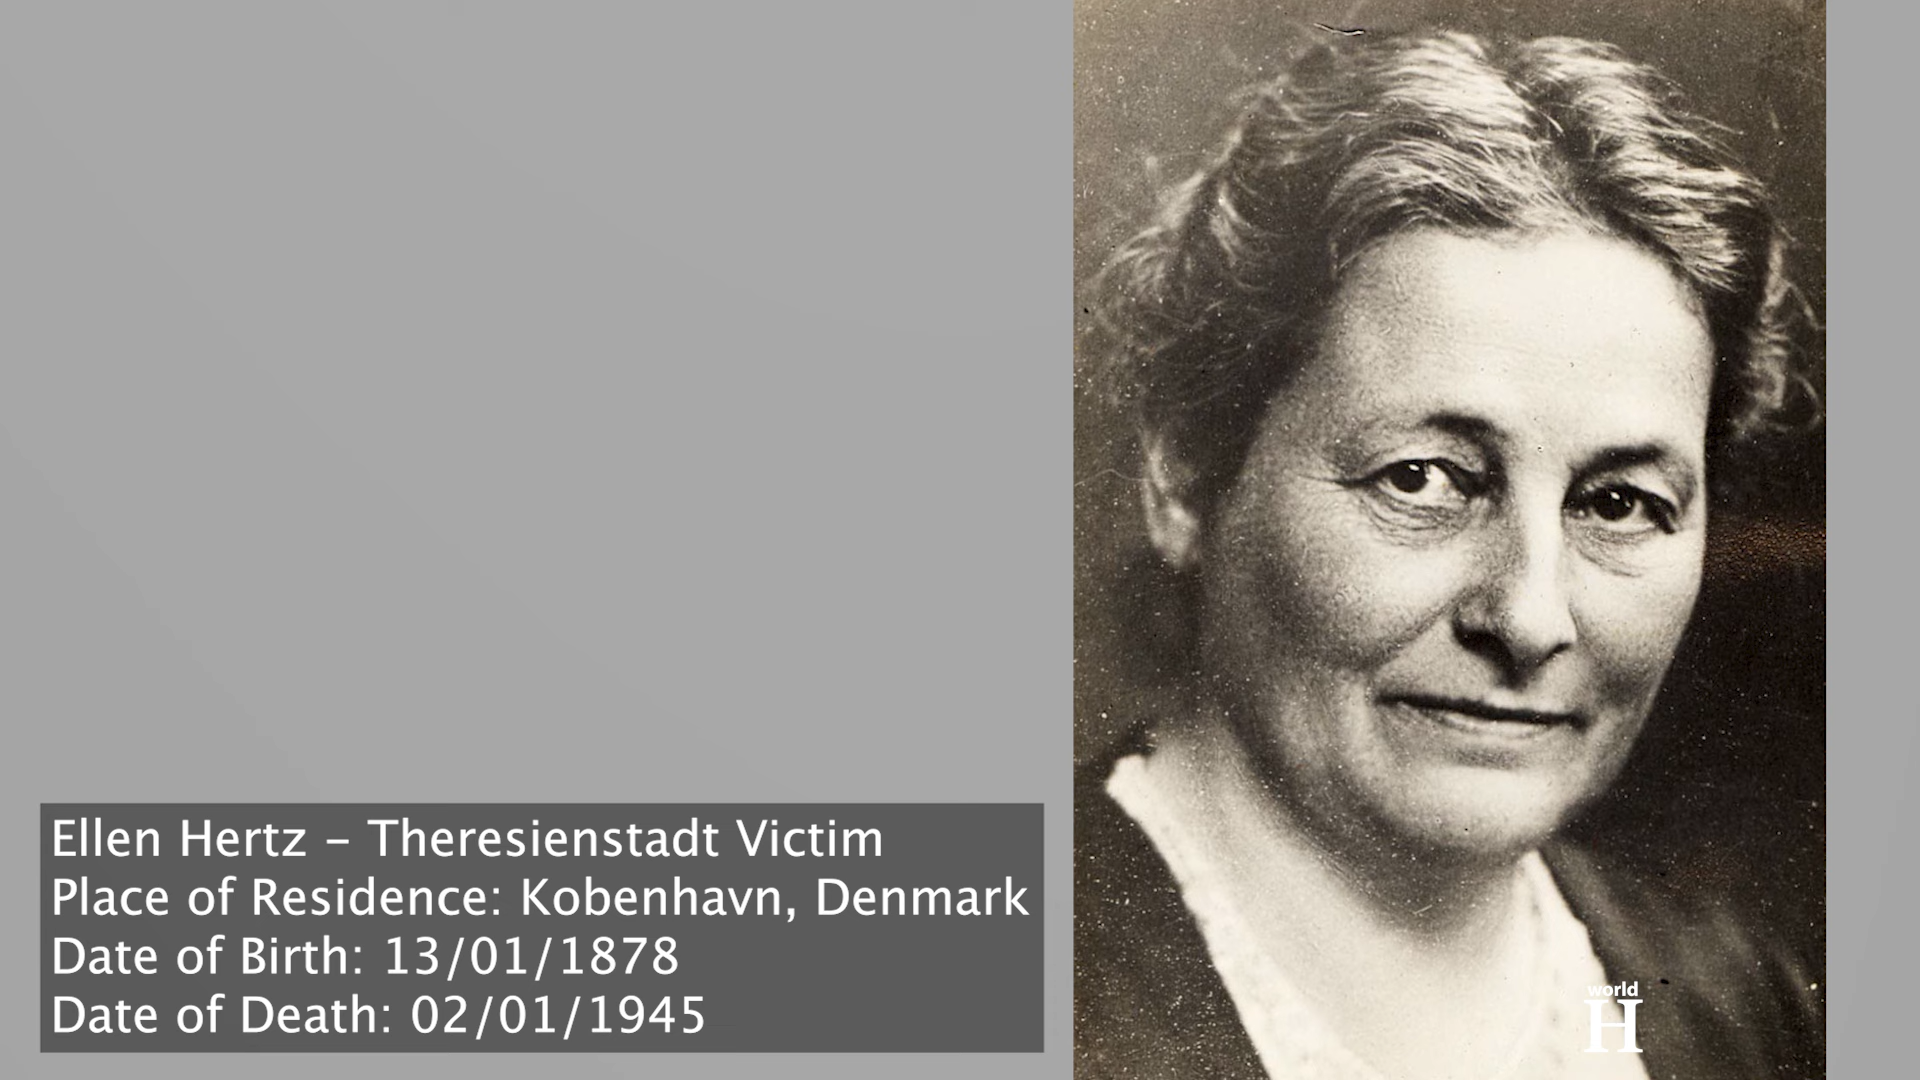 Ellen Hertz – Theresienstadt Victim
Place of Residence: Kobenhavn, Denmark
Date of Birth: 13/01/1878
Date of Death: 02/01/1945
world
H